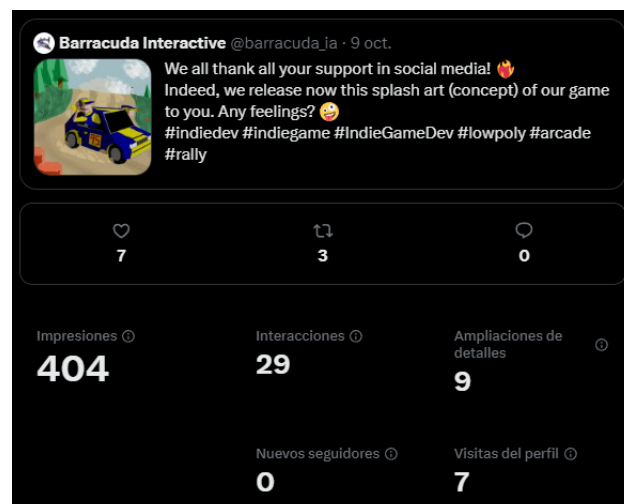 Barracuda Interactive @barracuda_ia · 9 oct.
We all thank all your support in social media! ❤️‍🔥
Indeed, we release now this splash art (concept) of our game
to you. Any feelings? 🤪
#indiedev #indiegame #IndieGameDev #lowpoly #arcade
#rally
7
3
0
Impresiones
404
Interacciones
29
Ampliaciones de
detalles
9
Nuevos seguidores
0
Visitas del perfil
7